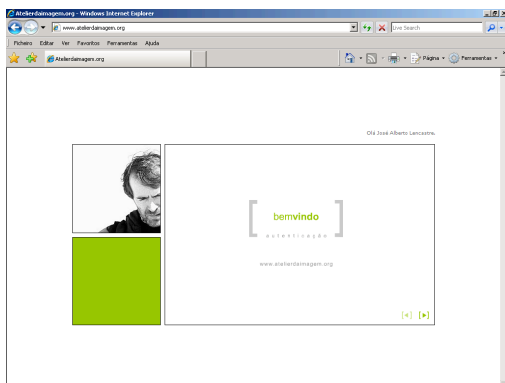 Atelierdaimagem.org - Windows Internet Explorer
www.atelierdaimagem.org
Live Search
Ficheiro Editar Ver Favoritos Ferramentas Ajuda
Atelierdaimagem.org
Página
Ferramentas
Olá José Alberto Lencastre.
bemvindo
autenticação
www.atelierdaimagem.org